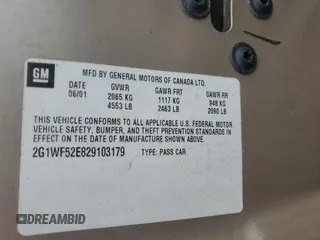 GM
MFD BY GENERAL MOTORS OF CANADA LTD.
DATE GVWR GAWR FRT GAWR RR
06/01 2065 KG 1117 KG 948 KG
4553 LB 2463 LB 2090 LB
THIS VEHICLE CONFORMS TO ALL APPLICABLE U.S. FEDERAL MOTOR
VEHICLE SAFETY, BUMPER, AND THEFT PREVENTION STANDARDS
IN EFFECT ON THE DATE OF MANUFACTURE SHOWN ABOVE.
2G1WF52E829103179 TYPE: PASS CAR
AUTOBIDMASTER